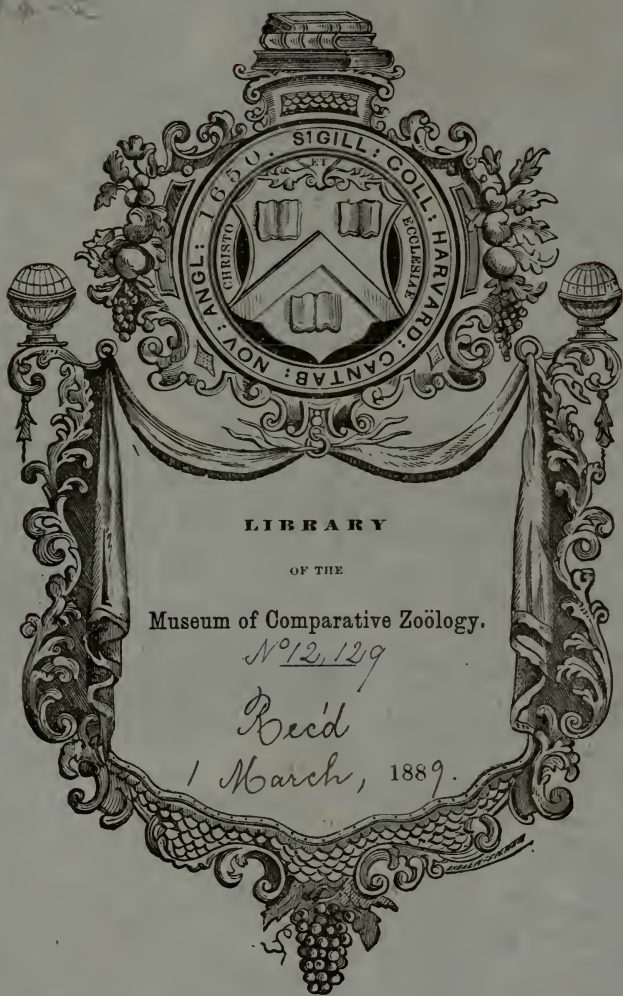 SIGILL : COLL : HARVARD : CANTAB : NOV : ANGL : 1650.
ET
CHRISTO
ECCLESIAE
LIBRARY
OF THE
Museum of Comparative Zoölogy.
No 12,129
Rec'd
1 March, 1889.